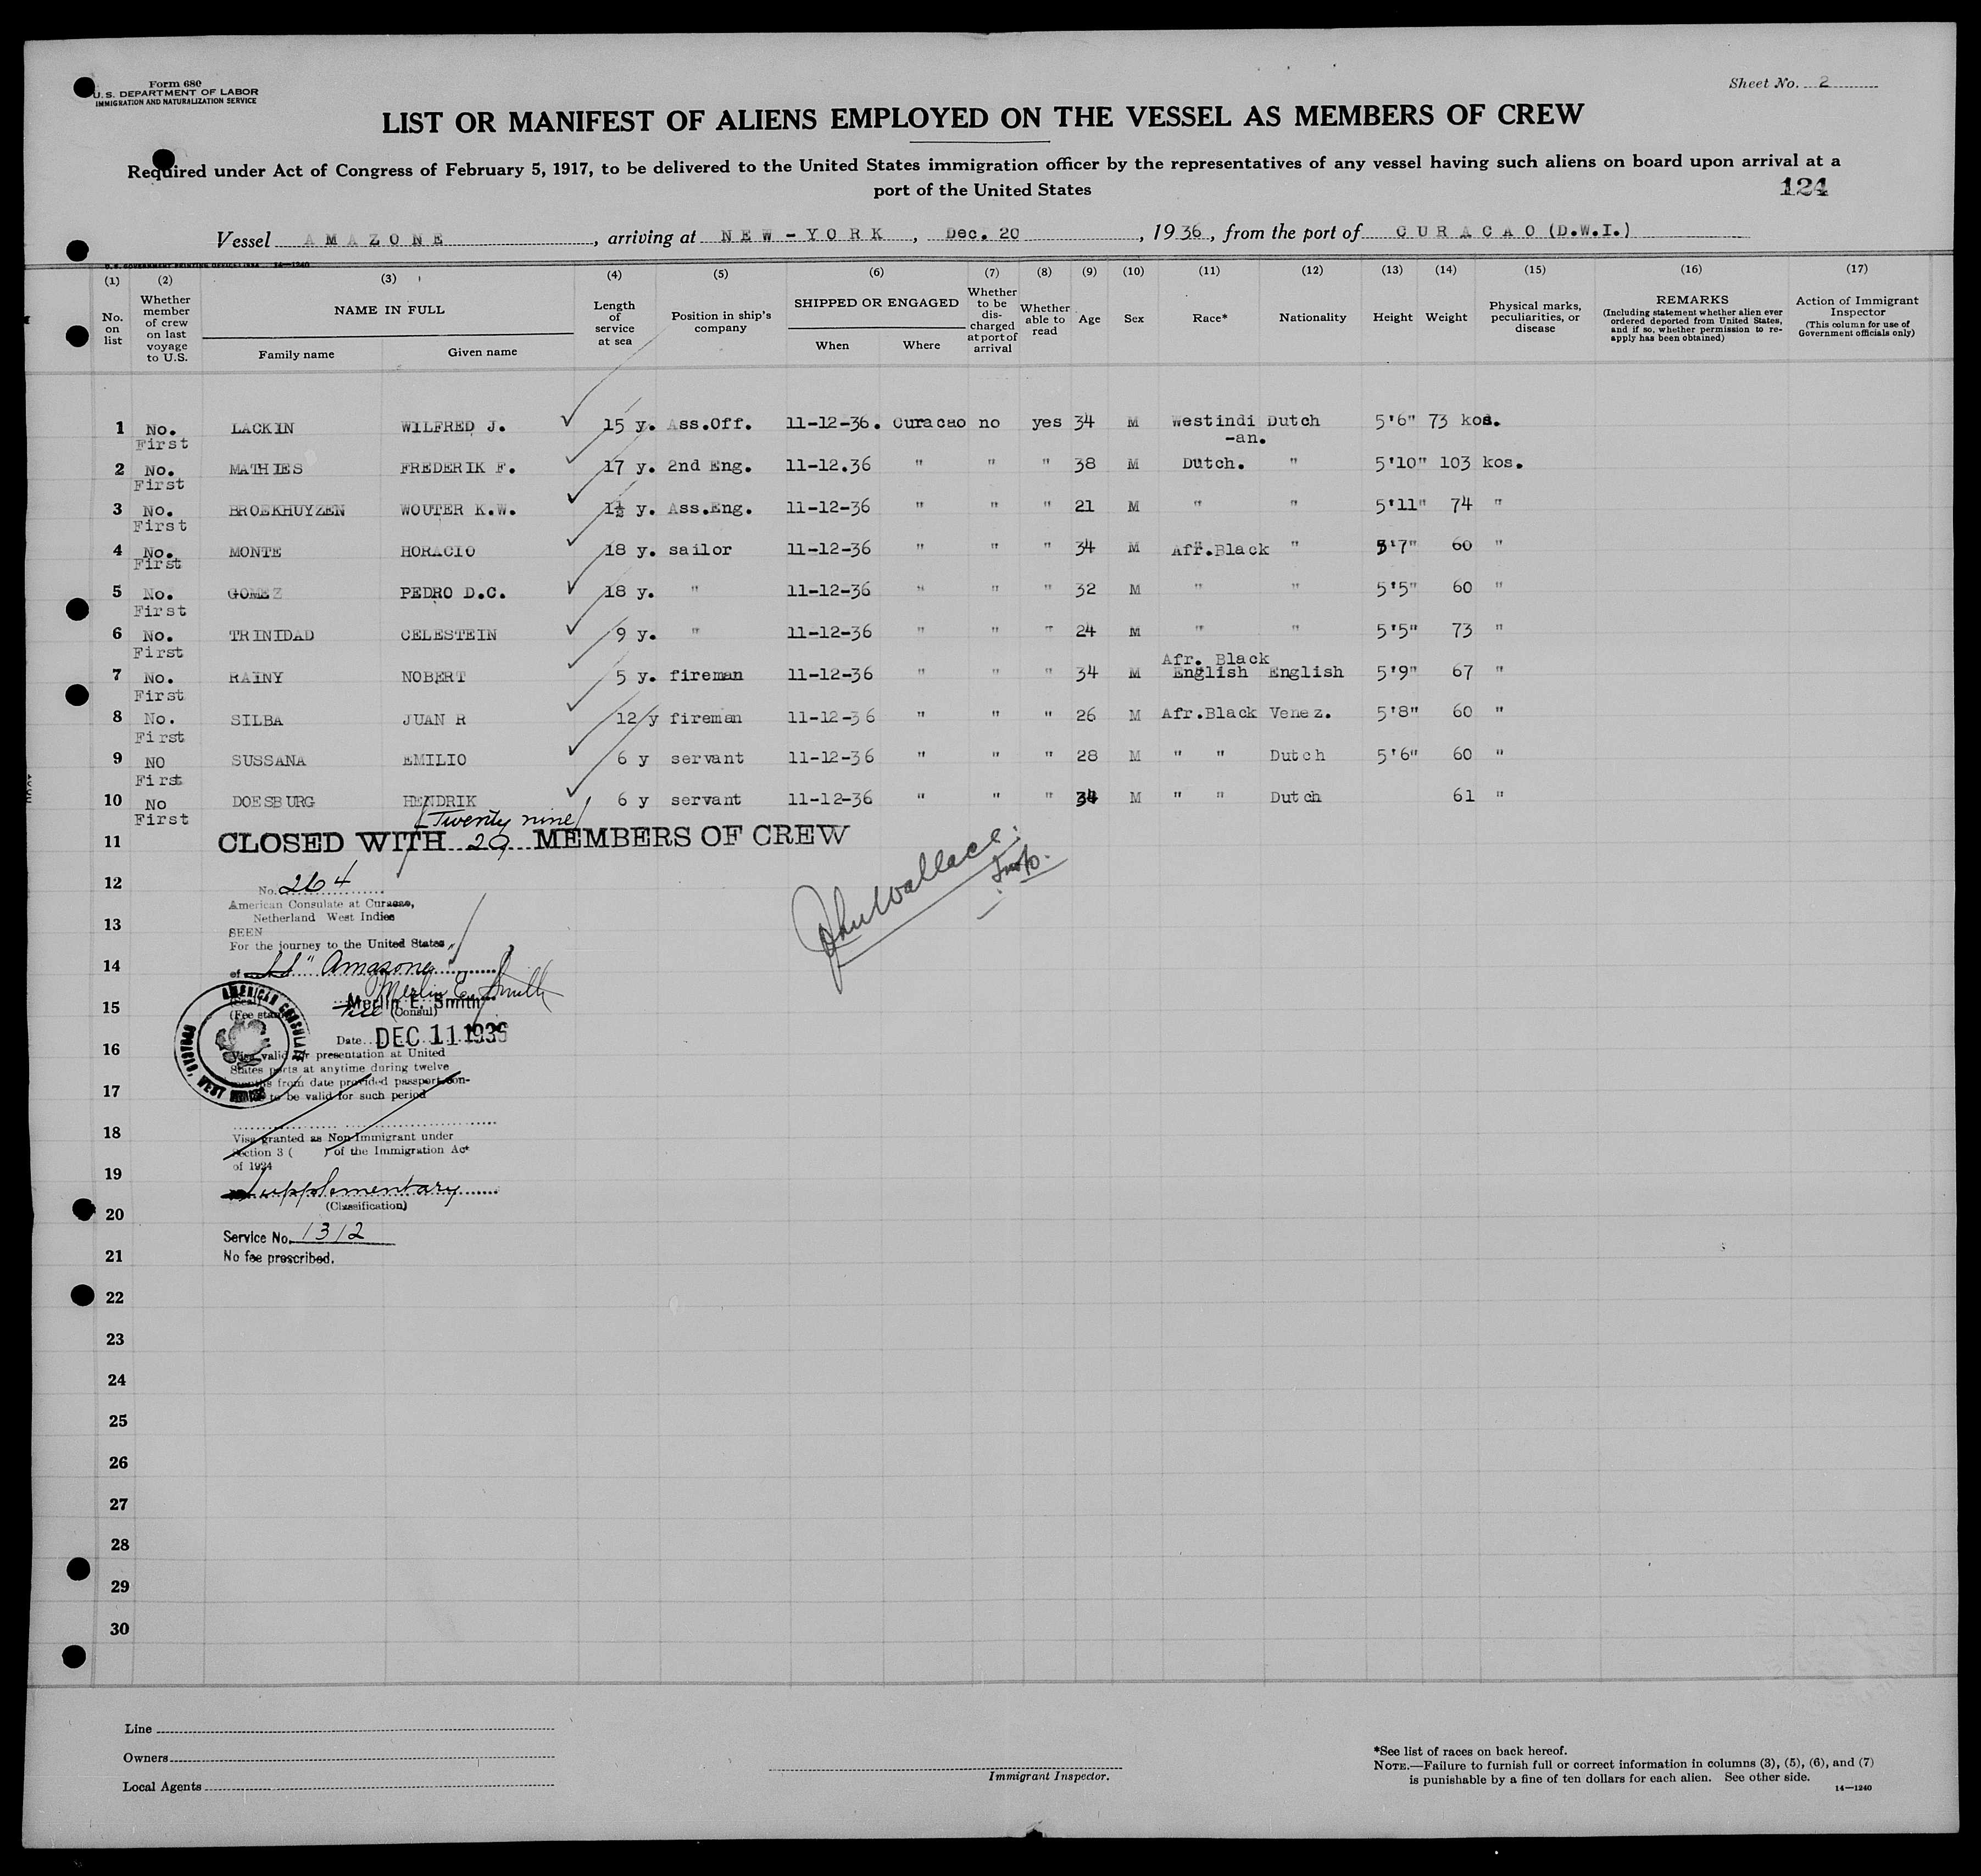 Form 680
U. S. DEPARTMENT OF LABOR
IMMIGRATION AND NATURALIZATION SERVICE
Sheet No. 2
LIST OR MANIFEST OF ALIENS EMPLOYED ON THE VESSEL AS MEMBERS OF CREW
Required under Act of Congress of February 5, 1917, to be delivered to the United States immigration officer by the representatives of any vessel having such aliens on board upon arrival at a
port of the United States
124
Vessel AMAZONE, arriving at NEW-YORK, Dec. 20, 1936, from the port of CURACAO (D.W.I.)
(1) (2) (3) (4) (5) (6) (7) (8) (9) (10) (11) (12) (13) (14) (15) (16) (17)
No. on list
Whether member of crew on last voyage to U.S.
NAME IN FULL
Family name Given name
Length of service at sea
Position in ship's company
SHIPPED OR ENGAGED
When Where
Whether to be discharged at port of arrival
Whether able to read
Age
Sex
Race*
Nationality
Height
Weight
Physical marks, peculiarities, or disease
REMARKS
(Including statement whether alien ever ordered deported from United States, and if so, whether permission to re-apply has been obtained)
Action of Immigrant Inspector
(This column for use of Government officials only)
1 No. First LACKIN WILFRED J. 15 y. Ass.Off. 11-12-36. Curacao no yes 34 M Westindi-an. Dutch 5'6" 73 kos.
2 No. First MATHIES FREDERIK F. 17 y. 2nd Eng. 11-12.36 " " " 38 M Dutch. " 5'10" 103 kos.
3 No. First BROEKHUYZEN WOUTER K.W. 1½ y. Ass.Eng. 11-12-36 " " " 21 M " " 5'11" 74 "
4 No. First MONTE HORACIO 18 y. sailor 11-12-36 " " " 34 M Afr.Black " 5'7" 60 "
5 No. First GOMEZ PEDRO D.C. 18 y. " 11-12-36 " " " 32 M " " 5'5" 60 "
6 No. First TRINIDAD CELESTEIN 9 y. " 11-12-36 " " " 24 M " " 5'5" 73 "
7 No. First RAINY NOBERT 5 y. fireman 11-12-36 " " " 34 M Afr. Black English English 5'9" 67 "
8 No. First SILBA JUAN R 12 y fireman 11-12-36 " " " 26 M Afr.Black Venez. 5'8" 60 "
9 NO First SUSSANA EMILIO 6 y servant 11-12-36 " " " 28 M " " Dutch 5'6" 60 "
10 No First DOESBURG HENDRIK 6 y servant 11-12-36 " " " 34 M " " Dutch 61 "
(Twenty nine)
11 CLOSED WITH 29 MEMBERS OF CREW
John Wallace
12 No. 264
American Consulate at Curacao,
Netherland West Indies
13 SEEN
For the journey to the United States
14 of SS "Amazone"
Merlin E. Smith
15 (Seal) Merlin E. Smith
(Fee stamp) Vice (Consul)
AMERICAN CONSULATE
16 Date DEC 11 1936
Visa valid for presentation at United
States ports at anytime during twelve
months from date provided passport con-
17 to be valid for such period
18 Visa granted as Non-Immigrant under
Section 3 ( ) of the Immigration Act
of 1924
19 Supplementary
(Classification)
20
Service No. 1312
21 No fee prescribed.
22
23
24
25
26
27
28
29
30
Line
Owners
Local Agents
Immigrant Inspector.
*See list of races on back hereof.
NOTE.—Failure to furnish full or correct information in columns (3), (5), (6), and (7)
is punishable by a fine of ten dollars for each alien. See other side.
14—1240